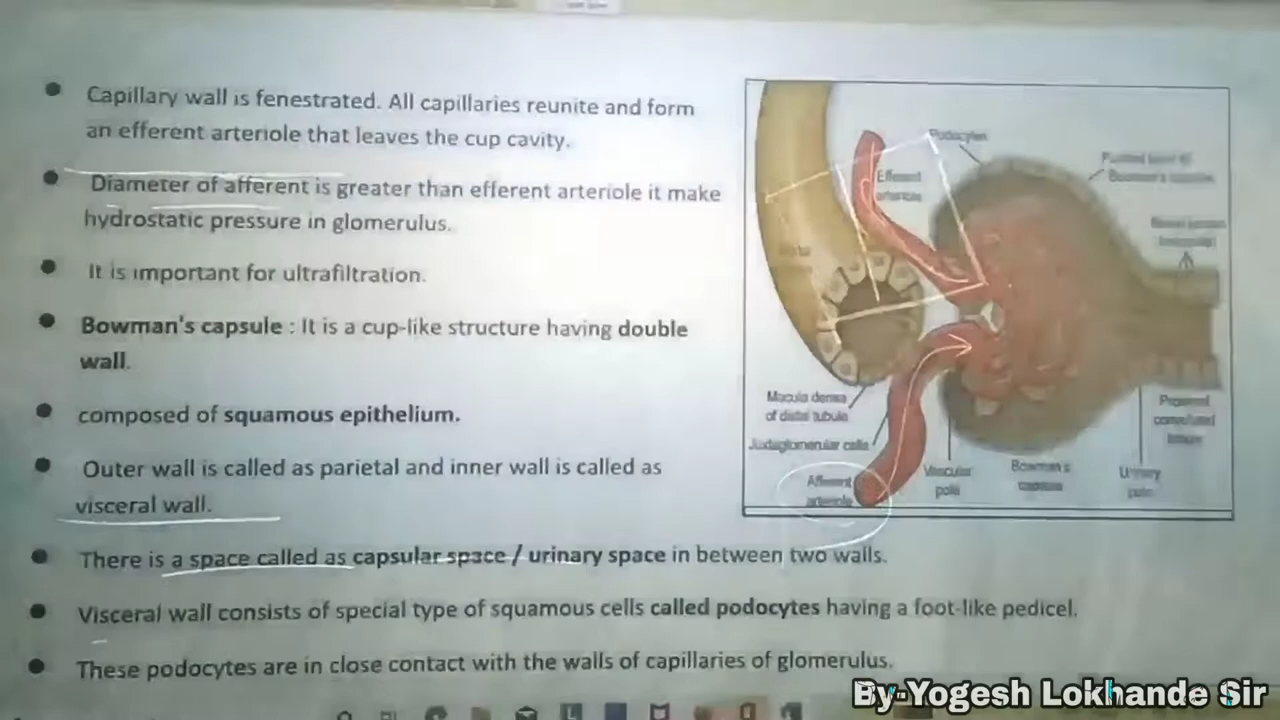 Capillary wall is fenestrated. All capillaries reunite and form
an efferent arteriole that leaves the cup cavity.
Diameter of afferent is greater than efferent arteriole it make
hydrostatic pressure in glomerulus.
It is important for ultrafiltration.
Bowman's capsule : It is a cup-like structure having double
wall.
composed of squamous epithelium.
Outer wall is called as parietal and inner wall is called as
visceral wall.
There is a space called as capsular space / urinary space in between two walls.
Visceral wall consists of special type of squamous cells called podocytes having a foot-like pedicel.
These podocytes are in close contact with the walls of capillaries of glomerulus.
Podocytes
Efferent
arteriole
Bowman's capsule
Macula densa
of distal tubule
Juxtaglomerular cells
Afferent
arteriole
Vascular
pole
Bowman's
capsule
Urinary
pole
Proximal
convoluted
tubule
By-Yogesh Lokhande Sir